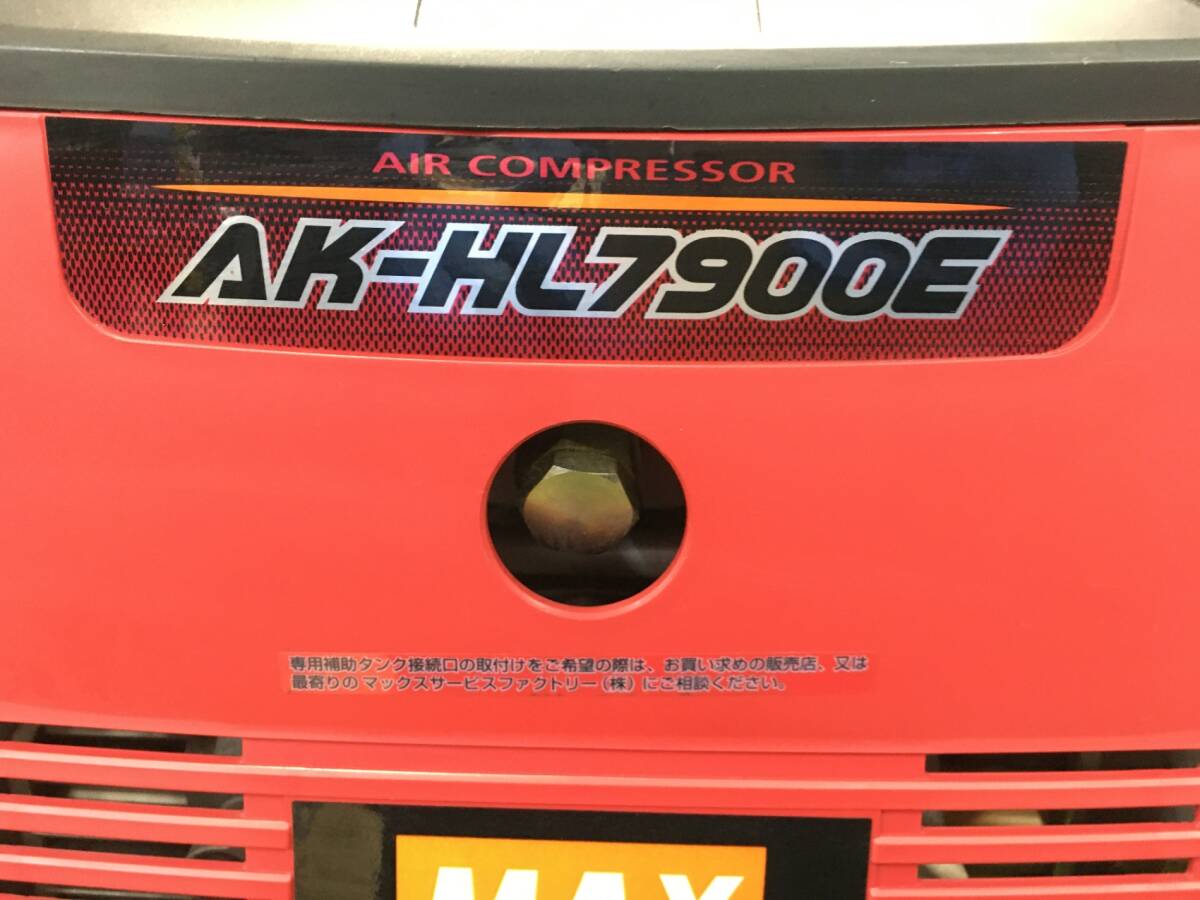 AIR COMPRESSOR
AK-HL7900E
専用補助タンク接続口の取付けをご希望の際は、お買い求めの販売店、又は
最寄りの マックスサービスファクトリー(株)にご相談ください。
MAX